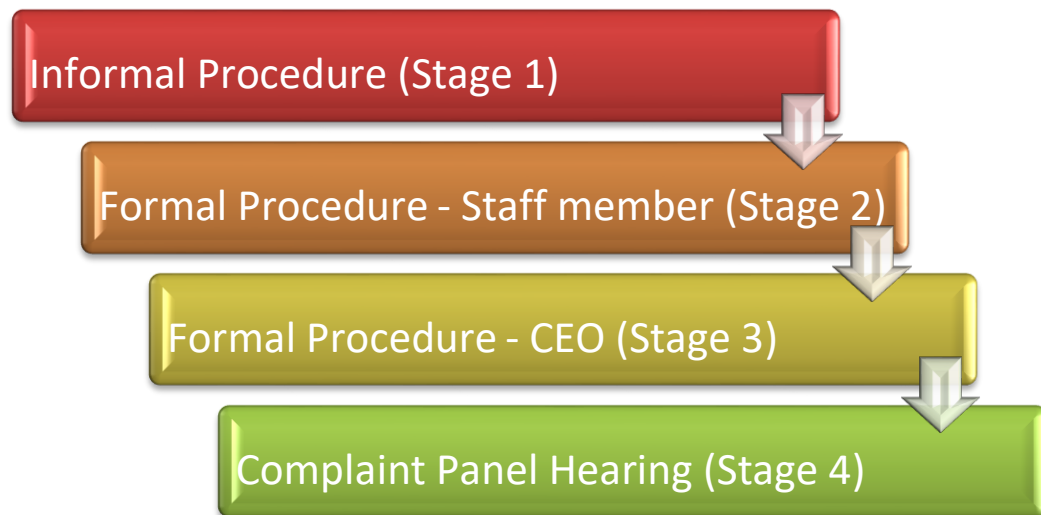 Informal Procedure (Stage 1)
Formal Procedure - Staff member (Stage 2)
Formal Procedure - CEO (Stage 3)
Complaint Panel Hearing (Stage 4)